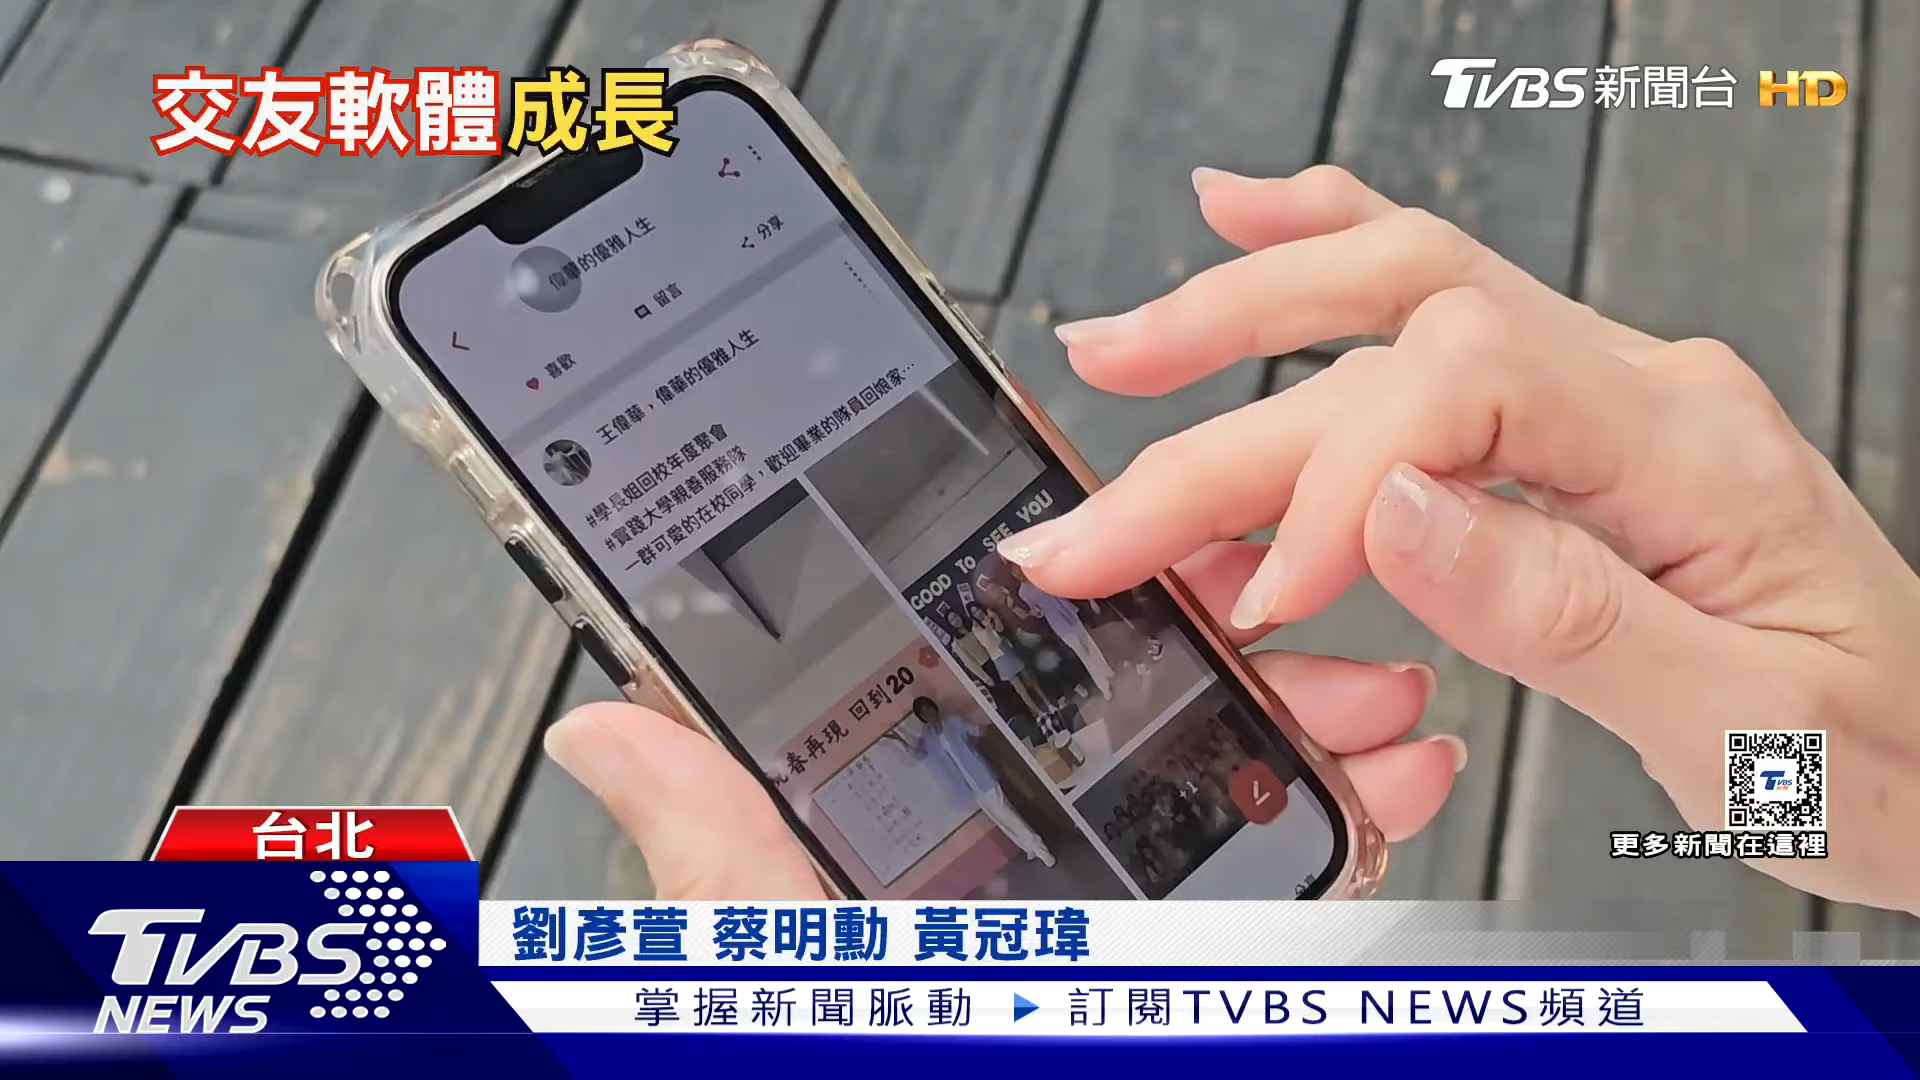 交友軟體成長
TVBS新聞台 HD
偉華的優雅人生
分享
留言
喜歡
王偉華，偉華的優雅人生
#學長姐回校年度聚會
#實踐大學親善服務隊
一群可愛的在校同學，歡迎畢業的隊員回娘家…
GOOD TO SEE YOU
春再現 回到20
+1
TVBS
更多新聞在這裡
台北
TVBS
NEWS
劉彥萱 蔡明勳 黃冠瑋
掌握新聞脈動 ▶ 訂閱TVBS NEWS頻道